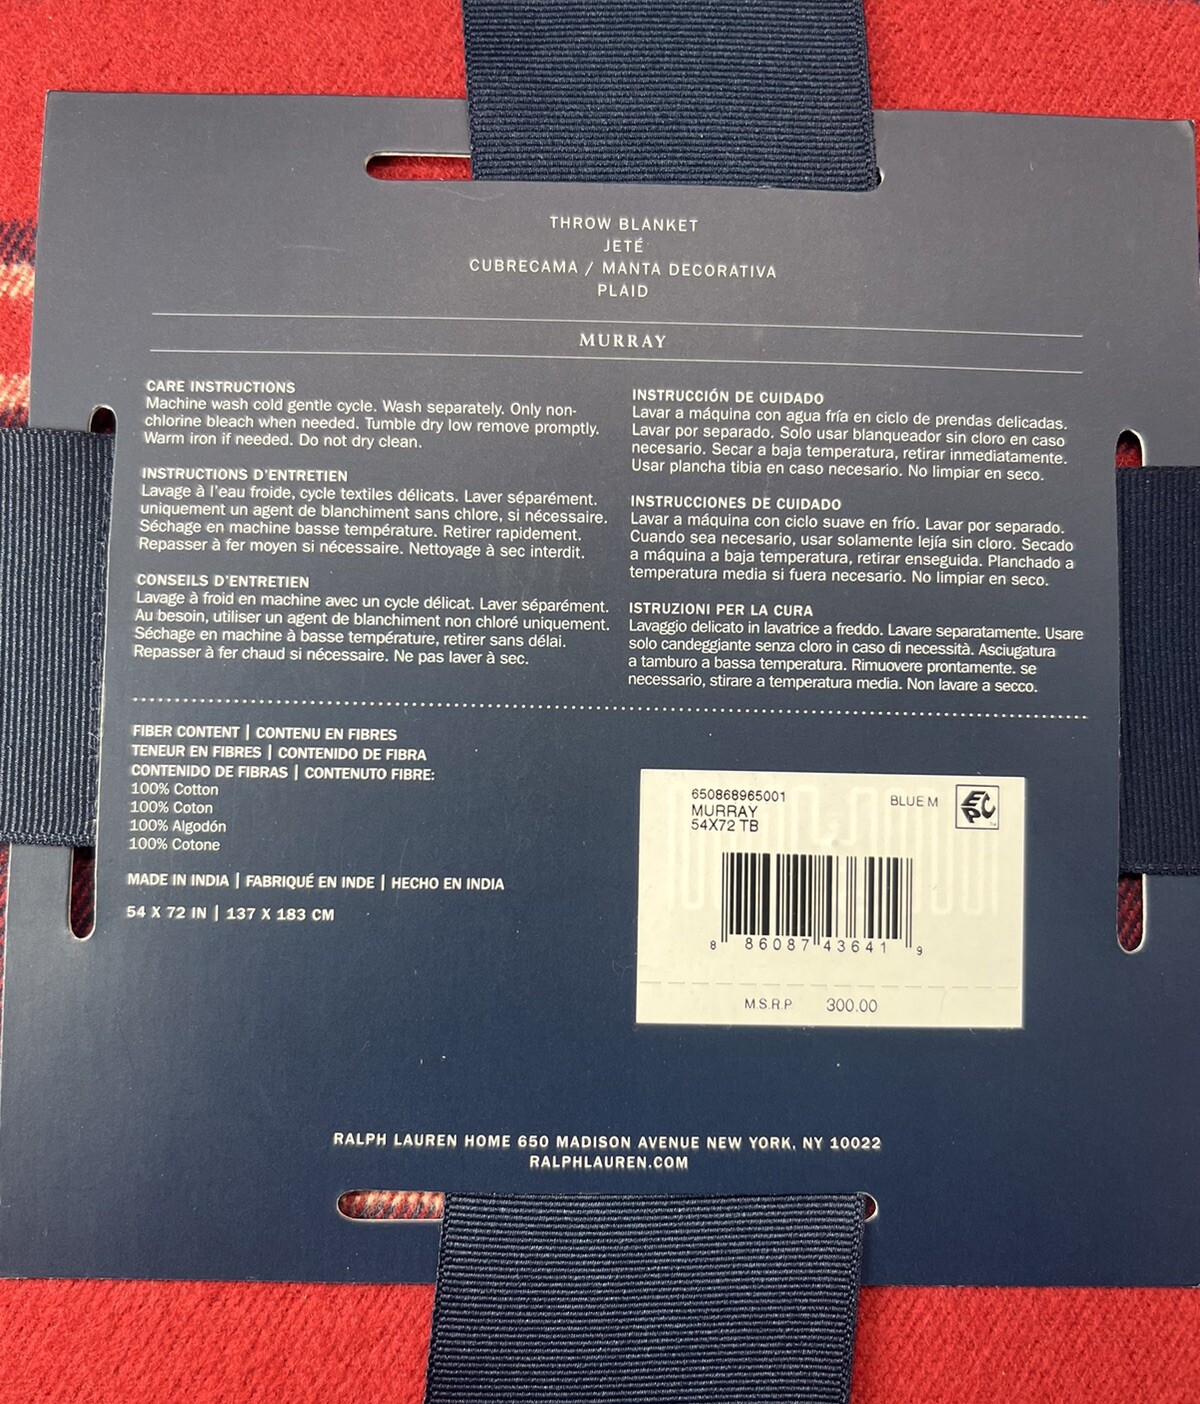 THROW BLANKET
JETÉ
CUBRECAMA / MANTA DECORATIVA
PLAID
MURRAY
CARE INSTRUCTIONS
Machine wash cold gentle cycle. Wash separately. Only non-
chlorine bleach when needed. Tumble dry low remove promptly.
Warm iron if needed. Do not dry clean.
INSTRUCTIONS D'ENTRETIEN
Lavage à l'eau froide, cycle textiles délicats. Laver séparément.
uniquement un agent de blanchiment sans chlore, si nécessaire.
Séchage en machine basse température. Retirer rapidement.
Repasser à fer moyen si nécessaire. Nettoyage à sec interdit.
CONSEILS D'ENTRETIEN
Lavage à froid en machine avec un cycle délicat. Laver séparément.
Au besoin, utiliser un agent de blanchiment non chloré uniquement.
Séchage en machine à basse température, retirer sans délai.
Repasser à fer chaud si nécessaire. Ne pas laver à sec.
INSTRUCCIÓN DE CUIDADO
Lavar a máquina con agua fría en ciclo de prendas delicadas.
Lavar por separado. Solo usar blanqueador sin cloro en caso
necesario. Secar a baja temperatura, retirar inmediatamente.
Usar plancha tibia en caso necesario. No limpiar en seco.
INSTRUCCIONES DE CUIDADO
Lavar a máquina con ciclo suave en frío. Lavar por separado.
Cuando sea necesario, usar solamente lejía sin cloro. Secado
a máquina a baja temperatura, retirar enseguida. Planchado a
temperatura media si fuera necesario. No limpiar en seco.
ISTRUZIONI PER LA CURA
Lavaggio delicato in lavatrice a freddo. Lavare separatamente. Usare
solo candeggiante senza cloro in caso di necessità. Asciugatura
a tamburo a bassa temperatura. Rimuovere prontamente. se
necessario, stirare a temperatura media. Non lavare a secco.
FIBER CONTENT | CONTENU EN FIBRES
TENEUR EN FIBRES | CONTENIDO DE FIBRA
CONTENIDO DE FIBRAS | CONTENUTO FIBRE:
100% Cotton
100% Coton
100% Algodón
100% Cotone
MADE IN INDIA | FABRIQUÉ EN INDE | HECHO EN INDIA
54 X 72 IN | 137 X 183 CM
650868965001
MURRAY
54X72 TB
BLUE M
EPC
8 86087 43641 9
M.S.R.P. 300.00
RALPH LAUREN HOME 650 MADISON AVENUE NEW YORK, NY 10022
RALPHLAUREN.COM